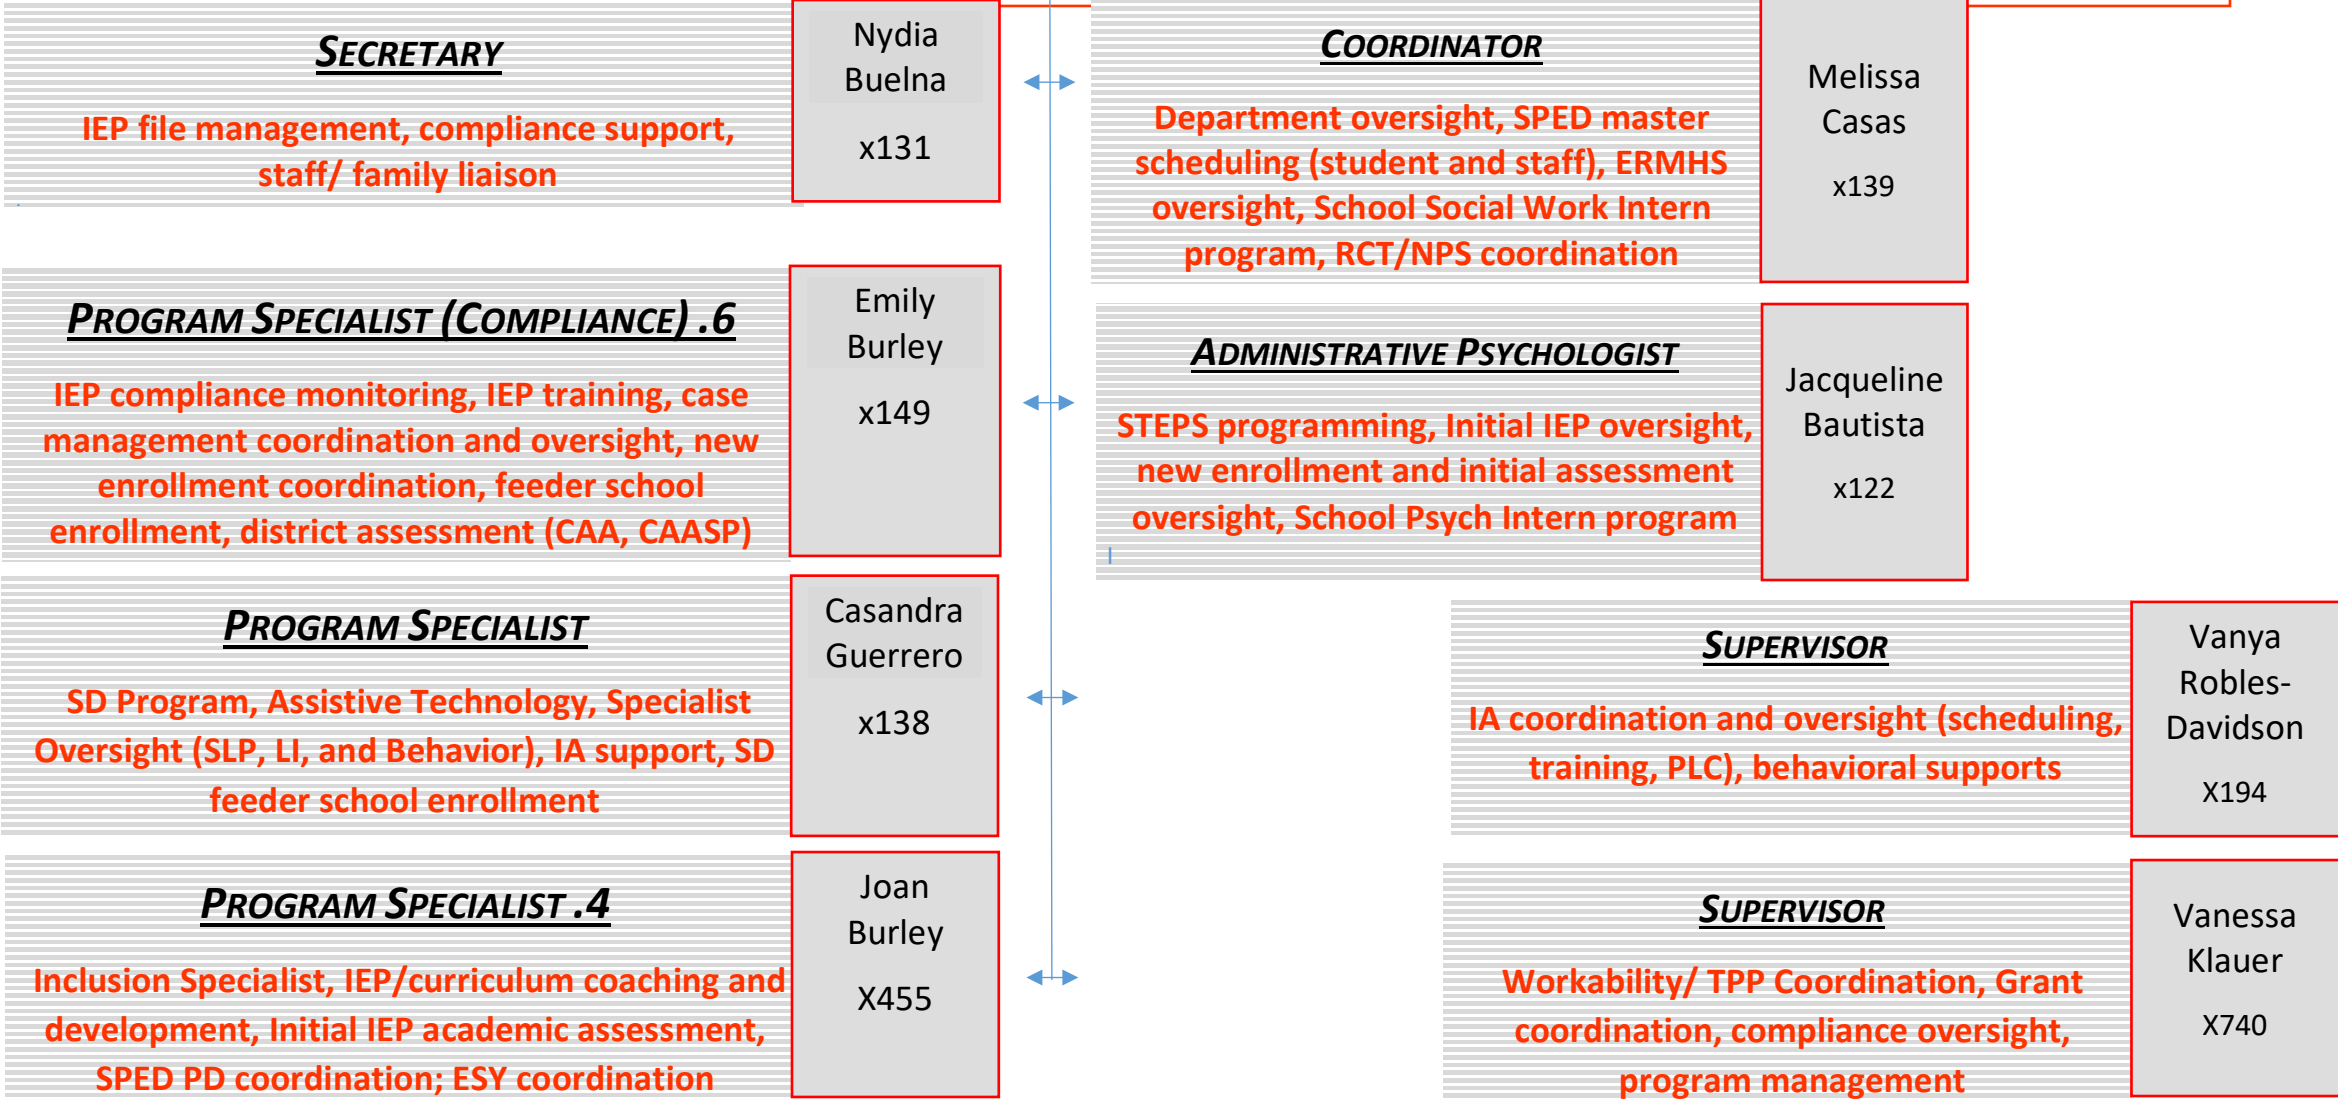 SECRETARY
IEP file management, compliance support,
staff/ family liaison
Nydia
Buelna
x131
COORDINATOR
Department oversight, SPED master
scheduling (student and staff), ERMHS
oversight, School Social Work Intern
program, RCT/NPS coordination
Melissa
Casas
x139
PROGRAM SPECIALIST (COMPLIANCE) .6
IEP compliance monitoring, IEP training, case
management coordination and oversight, new
enrollment coordination, feeder school
enrollment, district assessment (CAA, CAASP)
Emily
Burley
x149
ADMINISTRATIVE PSYCHOLOGIST
STEPS programming, Initial IEP oversight,
new enrollment and initial assessment
oversight, School Psych Intern program
Jacqueline
Bautista
x122
PROGRAM SPECIALIST
SD Program, Assistive Technology, Specialist
Oversight (SLP, LI, and Behavior), IA support, SD
feeder school enrollment
Casandra
Guerrero
x138
SUPERVISOR
IA coordination and oversight (scheduling,
training, PLC), behavioral supports
Vanya
Robles-
Davidson
X194
PROGRAM SPECIALIST .4
Inclusion Specialist, IEP/curriculum coaching and
development, Initial IEP academic assessment,
SPED PD coordination; ESY coordination
Joan
Burley
X455
SUPERVISOR
Workability/ TPP Coordination, Grant
coordination, compliance oversight,
program management
Vanessa
Klauer
X740